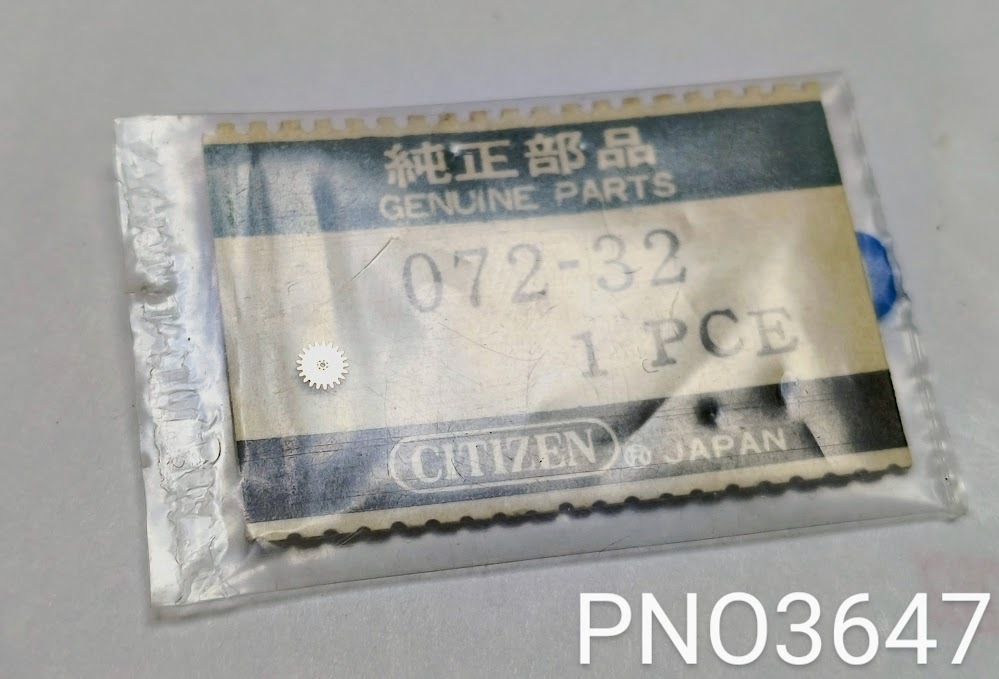 純正部品
GENUINE PARTS
072-32
1 PCE
CITIZEN ® JAPAN
PNO3647